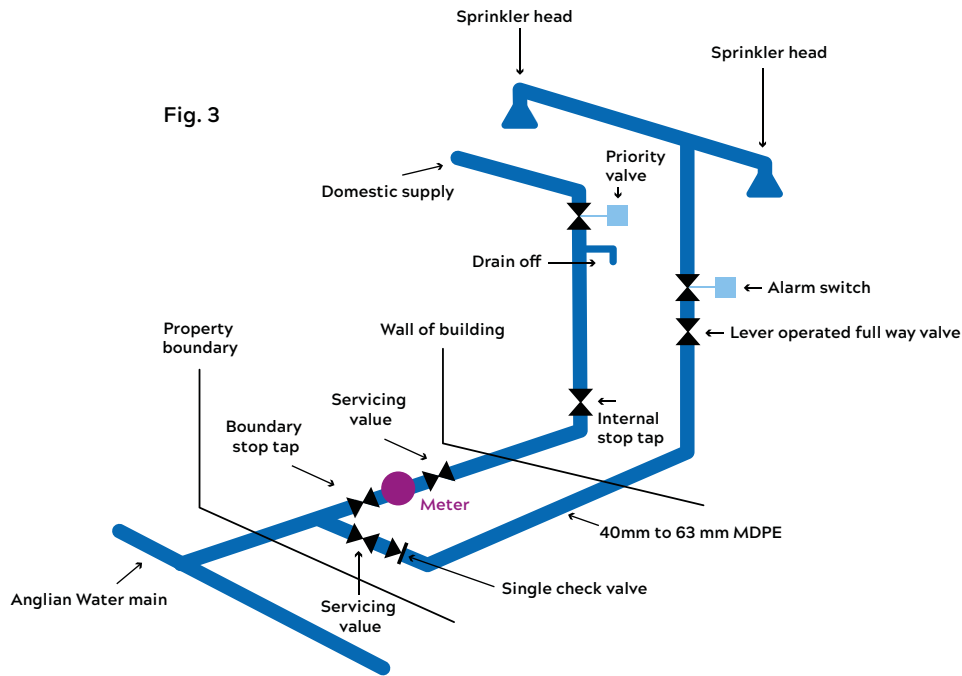 Sprinkler head
Sprinkler head
Fig. 3
Priority
valve
Domestic supply
Drain off
Alarm switch
Property
boundary
Wall of building
Lever operated full way valve
Servicing
value
Boundary
stop tap
Internal
stop tap
Meter
40mm to 63 mm MDPE
Single check valve
Anglian Water main
Servicing
value